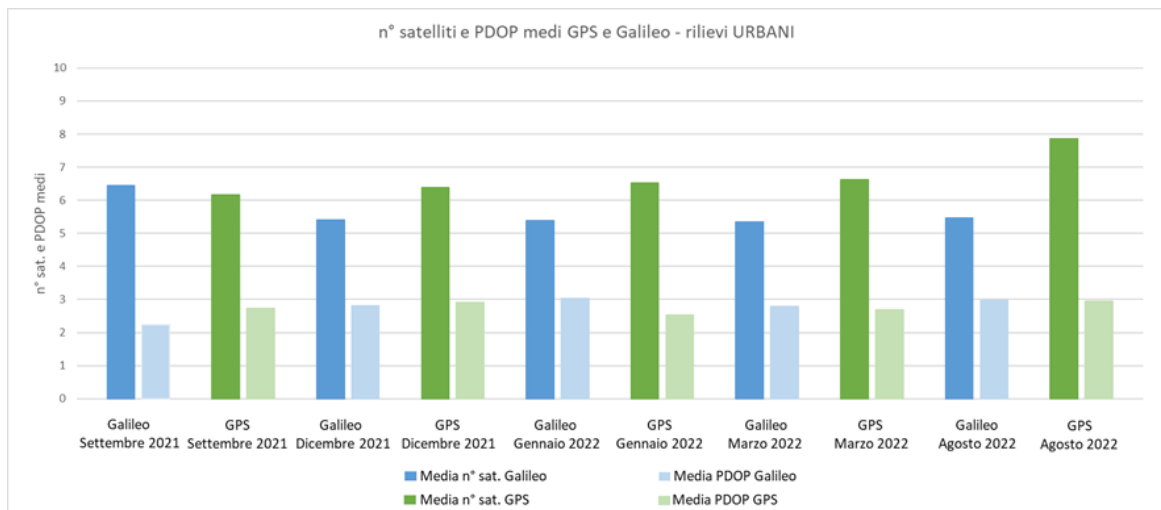 n° satelliti e PDOP medi GPS e Galileo - rilievi URBANI
n° sat. e PDOP medi
10
9
8
7
6
5
4
3
2
1
0
Galileo Settembre 2021
GPS Settembre 2021
Galileo Dicembre 2021
GPS Dicembre 2021
Galileo Gennaio 2022
GPS Gennaio 2022
Galileo Marzo 2022
GPS Marzo 2022
Galileo Agosto 2022
GPS Agosto 2022
Media n° sat. Galileo
Media PDOP Galileo
Media n° sat. GPS
Media PDOP GPS